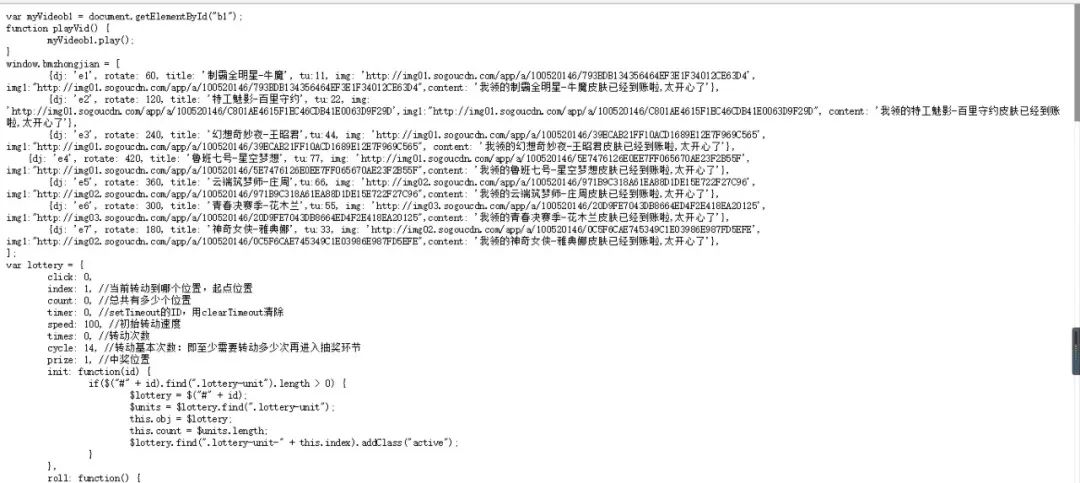 var myVideob1 = document.getElementById("b1");
function playVid() {
myVideob1.play();
}
window.bmzhongjian = [
{dj: 'e1', rotate: 60, title: '制霸全明星-牛魔', tu:11, img: 'http://img01.sogoucdn.com/app/a/100520146/793BDB134356464EF3E1F34012CE63D4',
img1:"http://img01.sogoucdn.com/app/a/100520146/793BDB134356464EF3E1F34012CE63D4",content: '我领的制霸全明星-牛魔皮肤已经到账啦,太开心了'},
{dj: 'e2', rotate: 120, title: '特工魅影-百里守约', tu:22, img:
'http://img01.sogoucdn.com/app/a/100520146/C801AE4615F1BC46CDB41E0063D9F29D',img1:"http://img01.sogoucdn.com/app/a/100520146/C801AE4615F1BC46CDB41E0063D9F29D", content: '我领的特工魅影-百里守约皮肤已经到账
啦,太开心了'},
{dj: 'e3', rotate: 240, title: '幻想奇妙夜-王昭君',tu:44, img: 'http://img01.sogoucdn.com/app/a/100520146/39ECAB21FF10ACD1689E12E7F969C565',
img1:"http://img01.sogoucdn.com/app/a/100520146/39ECAB21FF10ACD1689E12E7F969C565", content: '我领的幻想奇妙夜-王昭君皮肤已经到账啦,太开心了'},
{dj: 'e4', rotate: 420, title: '鲁班七号-星空梦想', tu:77, img: 'http://img01.sogoucdn.com/app/a/100520146/5E7476126E0EE7FF065670AE23F2B55F',
img1:"http://img01.sogoucdn.com/app/a/100520146/5E7476126E0EE7FF065670AE23F2B55F",content: '我领的鲁班七号-星空梦想皮肤已经到账啦,太开心了'},
{dj: 'e5', rotate: 360, title: '云端筑梦师-庄周',tu:66, img: 'http://img02.sogoucdn.com/app/a/100520146/971B9C318A61EA88D1DE15E722F27C96',
img1:"http://img02.sogoucdn.com/app/a/100520146/971B9C318A61EA88D1DE15E722F27C96",content: '我领的云端筑梦师-庄周皮肤已经到账啦,太开心了'},
{dj: 'e6', rotate: 300, title: '青春决赛季-花木兰',tu:55, img: 'http://img03.sogoucdn.com/app/a/100520146/20D9FE7043DB8664ED4F2E418EA20125',
img1:"http://img03.sogoucdn.com/app/a/100520146/20D9FE7043DB8664ED4F2E418EA20125",content: '我领的青春决赛季-花木兰皮肤已经到账啦,太开心了'},
{dj: 'e7', rotate: 180, title: '神奇女侠-雅典娜', tu:33, img: 'http://img02.sogoucdn.com/app/a/100520146/0C5F6CAE745349C1E03986E987FD5EFE',
img1:"http://img02.sogoucdn.com/app/a/100520146/0C5F6CAE745349C1E03986E987FD5EFE",content: '我领的神奇女侠-雅典娜皮肤已经到账啦,太开心了'},
];
var lottery = {
click: 0,
index: 1, //当前转动到哪个位置，起点位置
count: 0, //总共有多少个位置
timer: 0, //setTimeout的ID，用clearTimeout清除
speed: 100, //初始转动速度
times: 0, //转动次数
cycle: 14, //转动基本次数：即至少需要转动多少次再进入抽奖环节
prize: 1, //中奖位置
init: function(id) {
if($("#" + id).find(".lottery-unit").length > 0) {
$lottery = $("#" + id);
$units = $lottery.find(".lottery-unit");
this.obj = $lottery;
this.count = $units.length;
$lottery.find(".lottery-unit-" + this.index).addClass("active");
}
},
roll: function() {